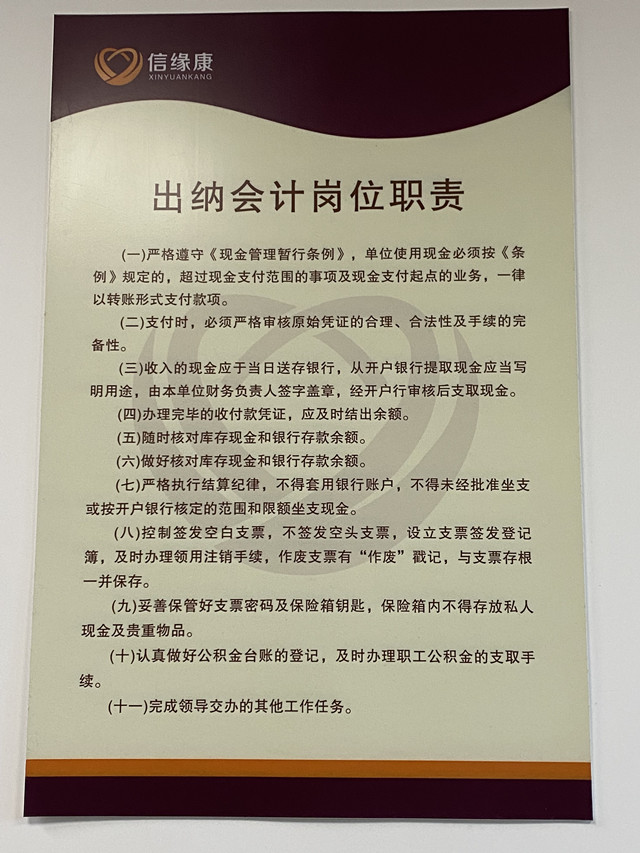 信缘康
XINYUANKANG
出纳会计岗位职责
(一)严格遵守《现金管理暂行条例》，单位使用现金必须按《条
例》规定的，超过现金支付范围的事项及现金支付起点的业务，一律
以转账形式支付款项。
(二)支付时，必须严格审核原始凭证的合理、合法性及手续的完
备性。
(三)收入的现金应于当日送存银行，从开户银行提取现金应当写
明用途，由本单位财务负责人签字盖章，经开户行审核后支取现金。
(四)办理完毕的收付款凭证，应及时结出余额。
(五)随时核对库存现金和银行存款余额。
(六)做好核对库存现金和银行存款余额。
(七)严格执行结算纪律，不得套用银行账户，不得未经批准坐支
或按开户银行核定的范围和限额坐支现金。
(八)控制签发空白支票，不签发空头支票，设立支票签发登记
簿，及时办理领用注销手续，作废支票有“作废”戳记，与支票存根
一并保存。
(九)妥善保管好支票密码及保险箱钥匙，保险箱内不得存放私人
现金及贵重物品。
(十)认真做好公积金台账的登记，及时办理职工公积金的支取手
续。
(十一)完成领导交办的其他工作任务。